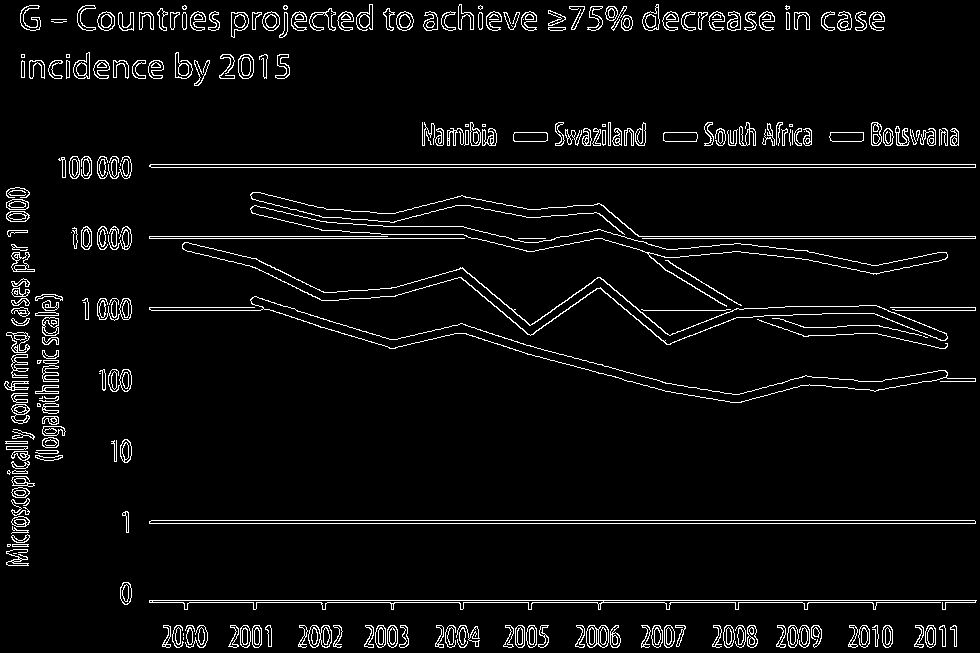 G – Countries projected to achieve ≥75% decrease in case
incidence by 2015
Namibia Swaziland South Africa Botswana
Microscopically confirmed cases per 1 000
(logarithmic scale)
100 000
10 000
1 000
100
10
1
0
2000 2001 2002 2003 2004 2005 2006 2007 2008 2009 2010 2011